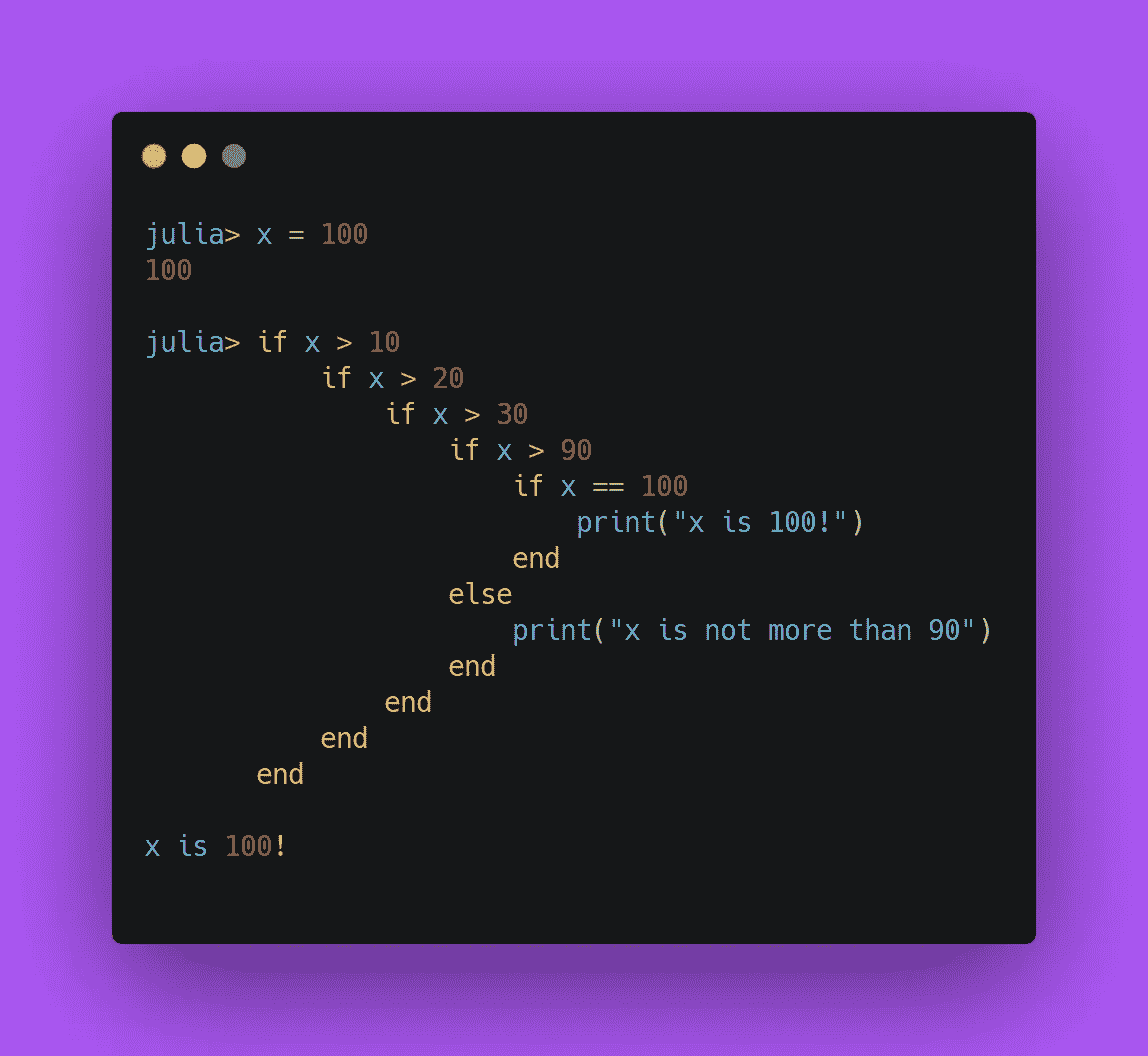 julia> x = 100
100
julia> if x > 10
if x > 20
if x > 30
if x > 90
if x == 100
print("x is 100!")
end
else
print("x is not more than 90")
end
end
end
end
x is 100!